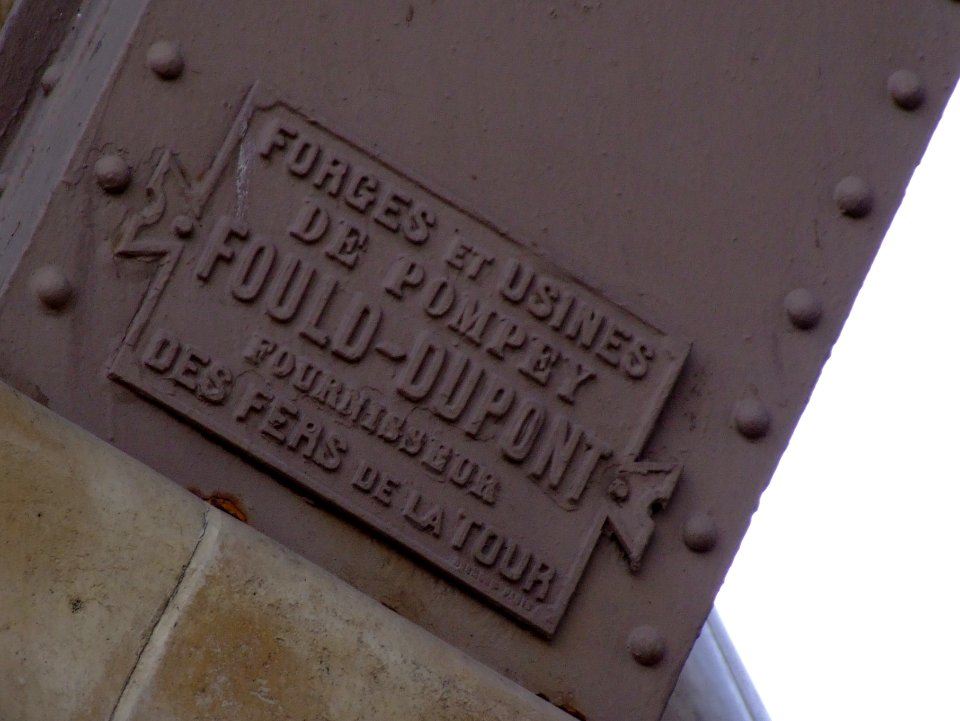 FORGES ET USINES
DE POMPEY
FOULD-DUPONT
FOURNISSEUR
DES FERS DE LA TOUR